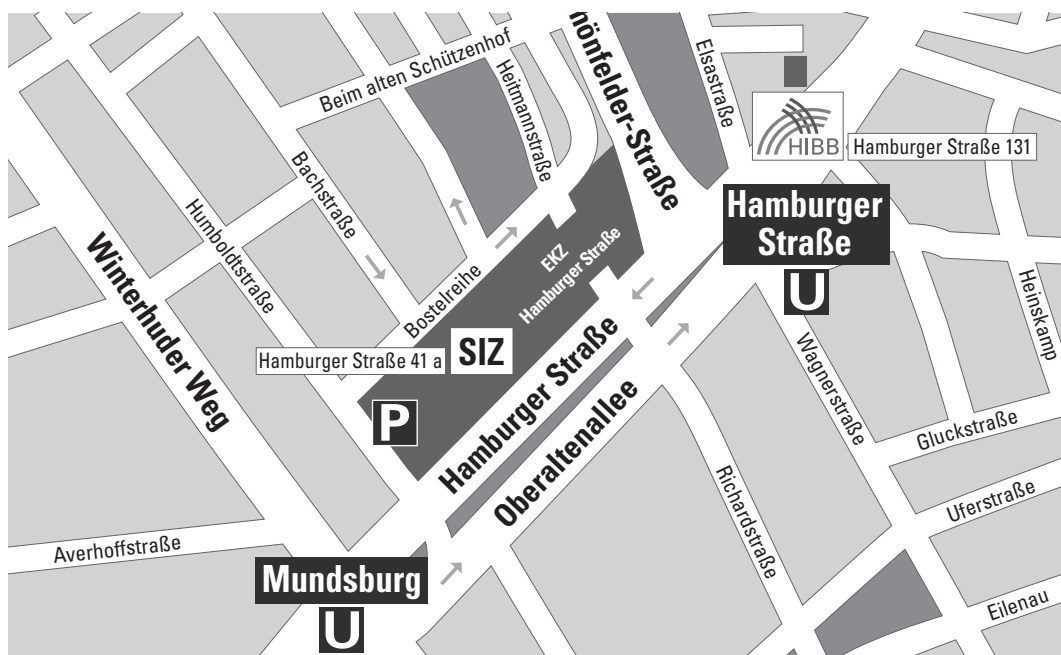 Beim alten Schützenhof
Heitmannstraße
hönfelder-Straße
Elsastraße
HIBB
Hamburger Straße 131
Bachstraße
Humboldtstraße
Winterhuder Weg
Hamburger
Straße
U
EKZ
Hamburger Straße
Bostelreihe
SIZ
Hamburger Straße 41 a
P
Hamburger Straße
Oberaltenallee
Heinskamp
Wagnerstraße
Gluckstraße
Richardstraße
Uferstraße
Averhoffstraße
Mundsburg
U
Eilenau